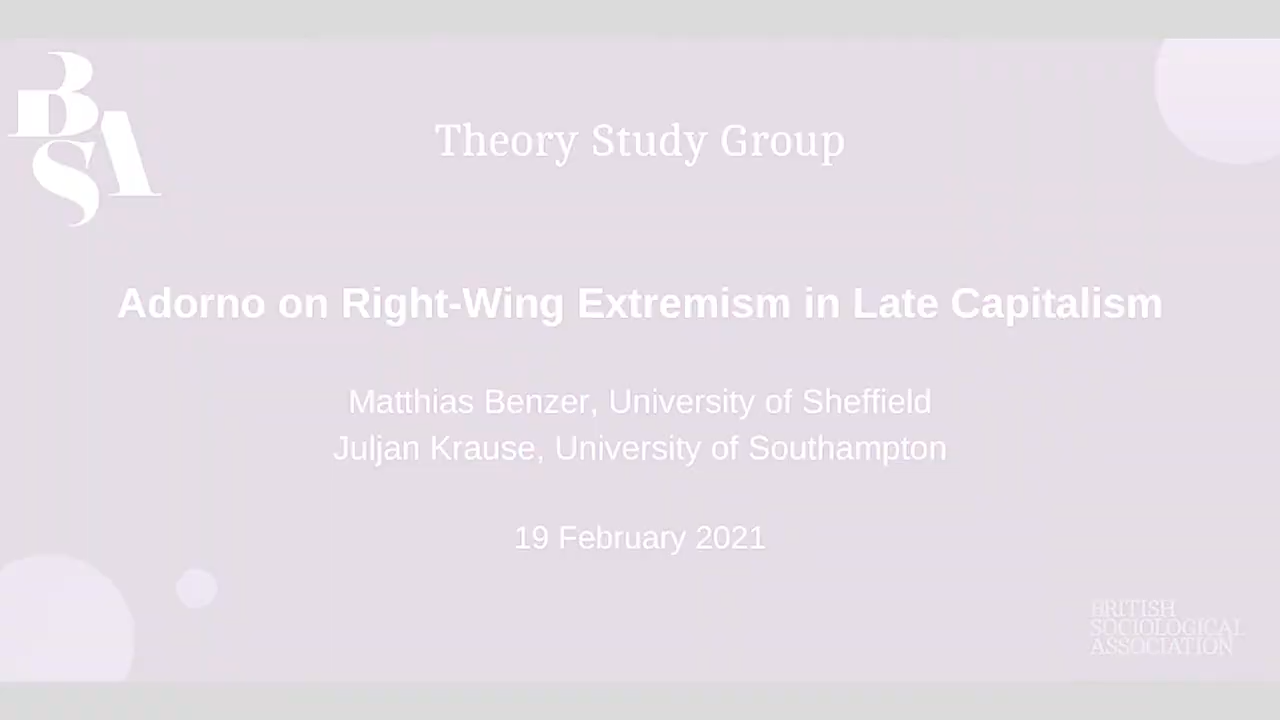 BSA
Theory Study Group
Adorno on Right-Wing Extremism in Late Capitalism
Matthias Benzer, University of Sheffield
Juljan Krause, University of Southampton
19 February 2021
BRITISH
SOCIOLOGICAL
ASSOCIATION